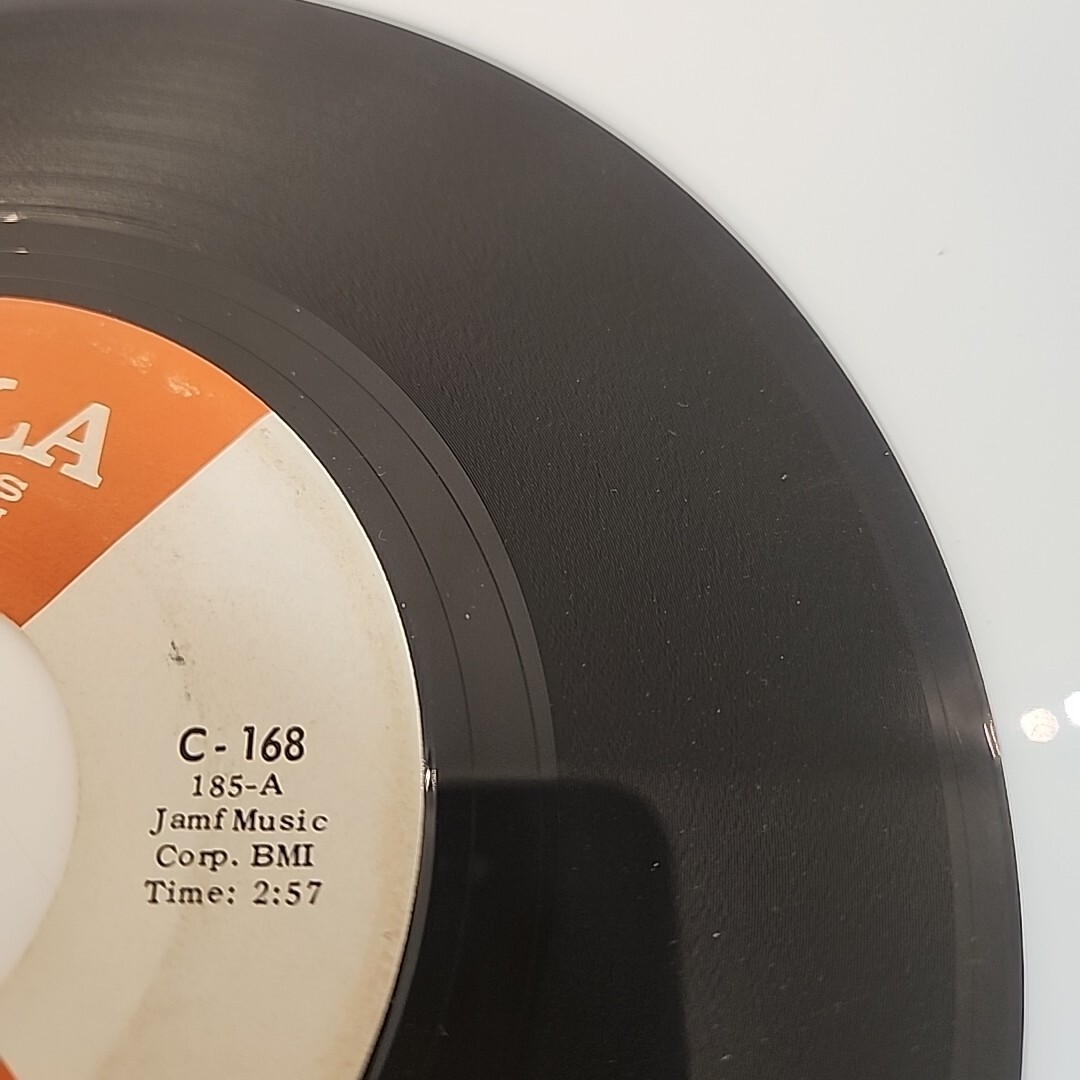 LA
S
C - 168
185-A
Jamf Music
Corp. BMI
Time: 2:57